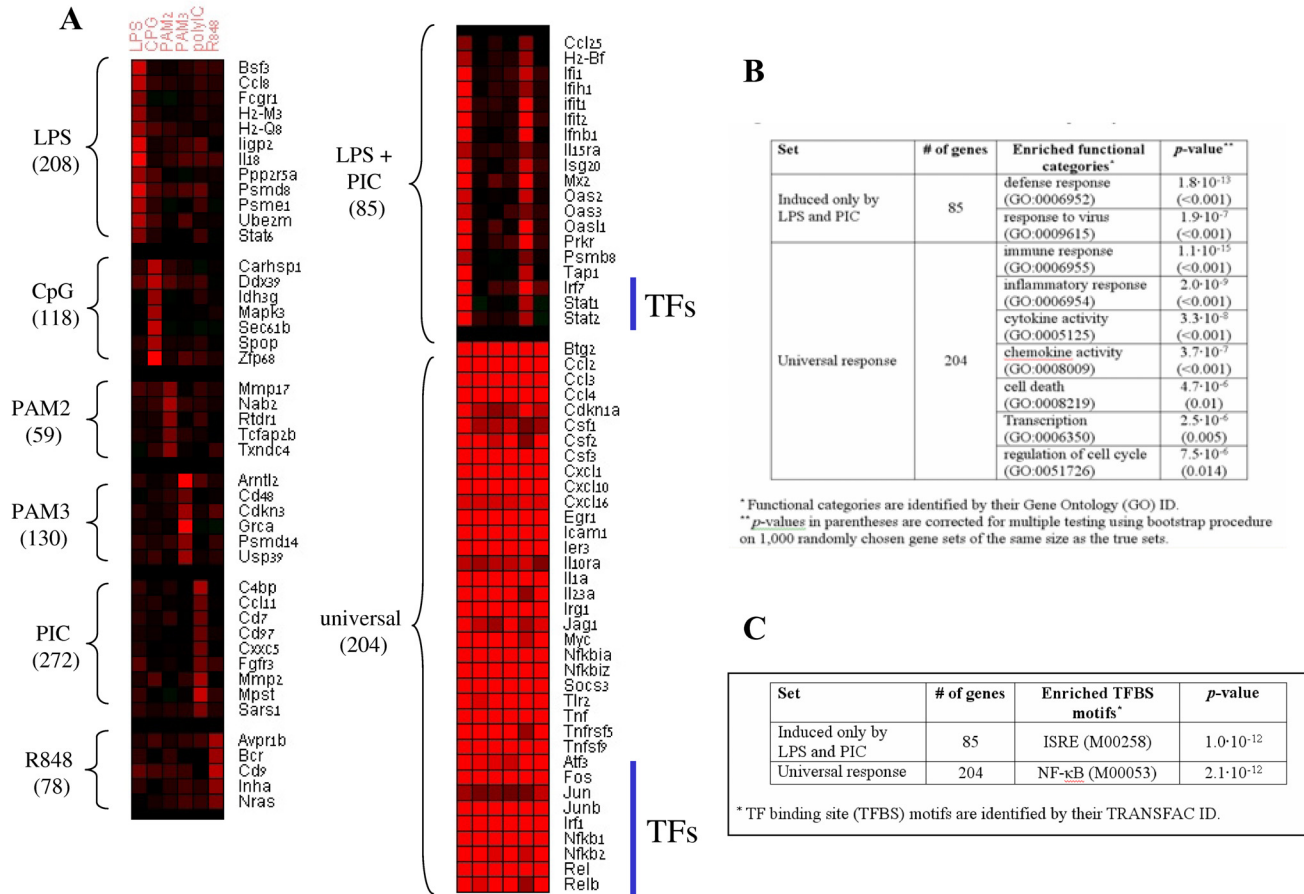 A
LPS
CPG
PAM2
PAM3
polyIC
R848
LPS
(208)
Bsf3
Ccl8
Fcgr1
H2-M3
H2-Q8
Iigp2
Il18
Ppp2r5a
Psmd8
Psme1
Ube2m
Stat6
CpG
(118)
Carhsp1
Ddx39
Idh3g
Mapk3
Sec61b
Spop
Zfp68
PAM2
(59)
Mmp17
Nab2
Rtdr1
Tcfap2b
Txndc4
PAM3
(130)
Arntl2
Cd48
Cdkn3
Grca
Psmd14
Usp39
PIC
(272)
C4bp
Ccl11
Cd7
Cd97
Cxxc5
Fgfr3
Mmp2
Mpst
Sars1
R848
(78)
Avpr1b
Bcr
Cd9
Inha
Nras
LPS +
PIC
(85)
Ccl25
H2-Bf
Ifi1
Ifih1
ifit1
Ifit2
Ifnb1
Il15ra
Isg20
Mx2
Oas2
Oas3
Oasl1
Prkr
Psmb8
Tap1
Irf7
Stat1
Stat2
TFs
universal
(204)
Btg2
Ccl2
Ccl3
Ccl4
Cdkn1a
Csf1
Csf2
Csf3
Cxcl1
Cxcl10
Cxcl16
Egr1
Icam1
Ier3
Il10ra
Il1a
Il23a
Irg1
Jag1
Myc
Nfkbia
Nfkbiz
Socs3
Tlr2
Tnf
Tnfrsf5
Tnfsf9
Atf3
Fos
Jun
Junb
Irf1
Nfkb1
Nfkb2
Rel
Relb
TFs
B
Set # of genes Enriched functional categories* p-value**
Induced only by LPS and PIC 85 defense response (GO:0006952) 1.8·10-13 (<0.001)
response to virus (GO:0009615) 1.9·10-7 (<0.001)
Universal response 204 immune response (GO:0006955) 1.1·10-15 (<0.001)
inflammatory response (GO:0006954) 2.0·10-9 (<0.001)
cytokine activity (GO:0005125) 3.3·10-8 (<0.001)
chemokine activity (GO:0008009) 3.7·10-7 (<0.001)
cell death (GO:0008219) 4.7·10-6 (0.01)
Transcription (GO:0006350) 2.5·10-6 (0.005)
regulation of cell cycle (GO:0051726) 7.5·10-6 (0.014)
* Functional categories are identified by their Gene Ontology (GO) ID.
** p-values in parentheses are corrected for multiple testing using bootstrap procedure
on 1,000 randomly chosen gene sets of the same size as the true sets.
C
Set # of genes Enriched TFBS motifs* p-value
Induced only by LPS and PIC 85 ISRE (M00258) 1.0·10-12
Universal response 204 NF-κB (M00053) 2.1·10-12
* TF binding site (TFBS) motifs are identified by their TRANSFAC ID.